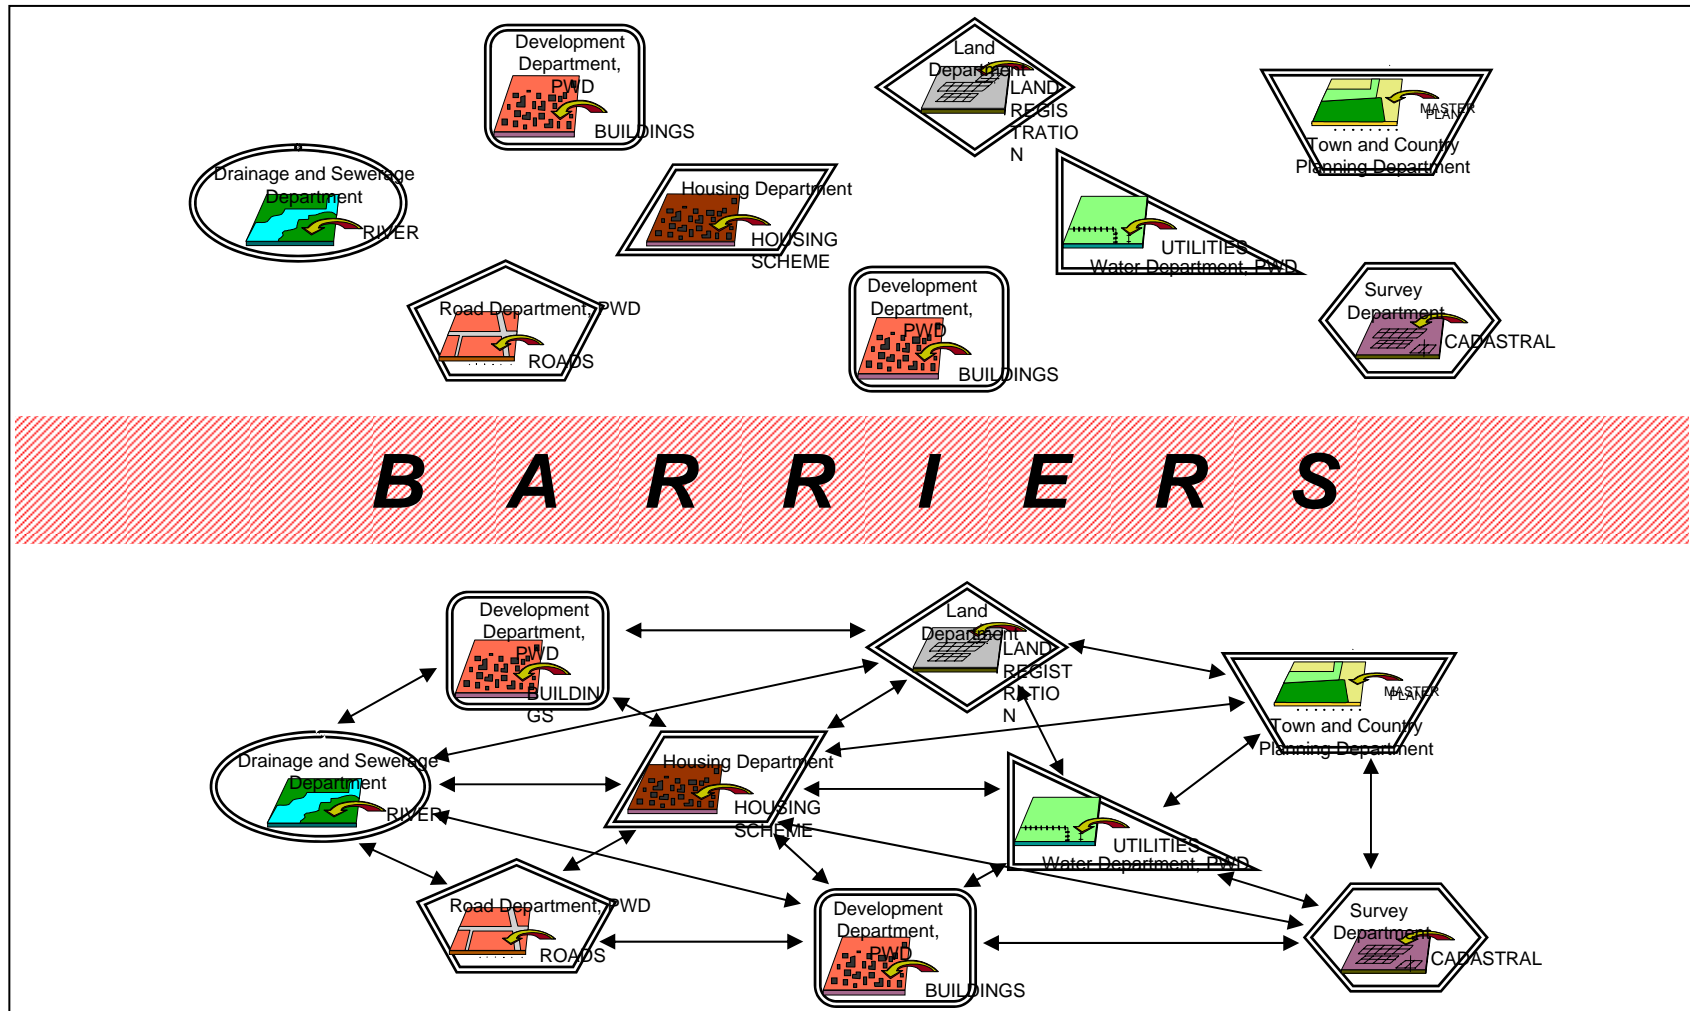 Development
Department,
PWD
BUILDINGS
Land
Department
LAND
REGIS
TRATIO
N
MASTER
PLAN
Town and Country
Planning Department
Drainage and Sewerage
Department
RIVER
Housing Department
HOUSING
SCHEME
UTILITIES
Water Department, PWD
Road Department, PWD
ROADS
Development
Department,
PWD
BUILDINGS
Survey
Department
CADASTRAL
B A R R I E R S
Development
Department,
PWD
BUILDIN
GS
Land
Department
LAND
REGIST
RATIO
N
MASTER
PLAN
Town and Country
Planning Department
Drainage and Sewerage
Department
RIVER
Housing Department
HOUSING
SCHEME
UTILITIES
Water Department, PWD
Road Department, PWD
ROADS
Development
Department,
PWD
BUILDINGS
Survey
Department
CADASTRAL